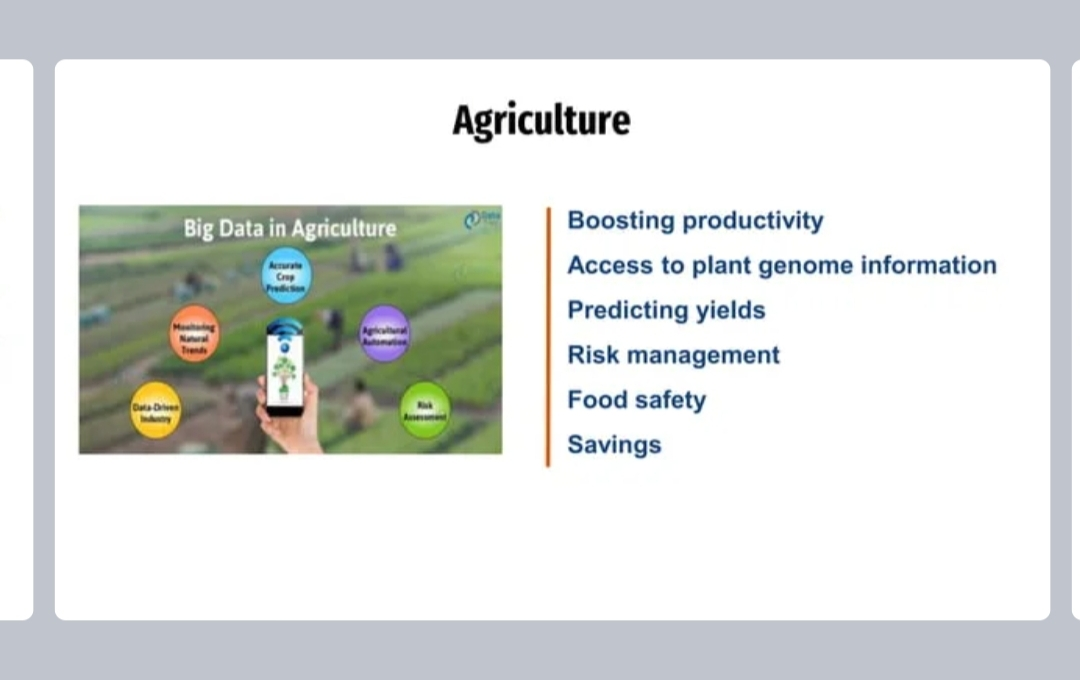 Agriculture
Big Data in Agriculture
Data
Accurate
Crop
Prediction
Monitoring
Natural
Trends
Agricultural
Automation
Data-Driven
Industry
Risk
Assessment
Boosting productivity
Access to plant genome information
Predicting yields
Risk management
Food safety
Savings